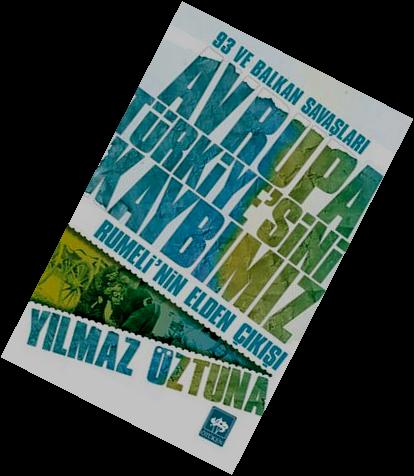 93 VE BALKAN SAVAŞLARI
AVRUPA
TÜRKİYE'SİNİ
KAYBIMIZ
RUMELİ'NİN ELDEN ÇIKIŞI
YILMAZ ÖZTUNA
ÖTÜKEN